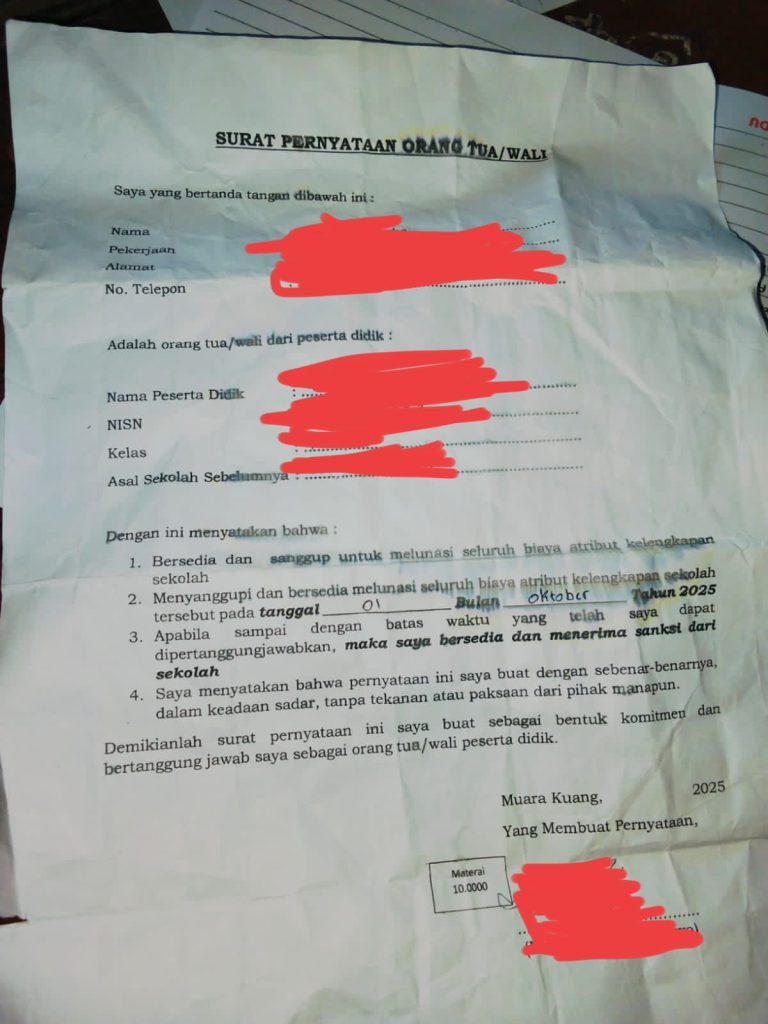 SURAT PERNYATAAN ORANG TUA/WALI
Saya yang bertanda tangan dibawah ini :
Nama
Pekerjaan
Alamat
No. Telepon
Adalah orang tua/wali dari peserta didik :
Nama Peserta Didik :
NISN
Kelas :
Asal Sekolah Sebelumnya :
Dengan ini menyatakan bahwa :
1. Bersedia dan sanggup untuk melunasi seluruh biaya atribut kelengkapan
sekolah
2. Menyanggupi dan bersedia melunasi seluruh biaya atribut kelengkapan sekolah
tersebut pada tanggal 01 Bulan Oktober Tahun 2025
3. Apabila sampai dengan batas waktu yang telah saya dapat
dipertanggungjawabkan, maka saya bersedia dan menerima sanksi dari
sekolah
4. Saya menyatakan bahwa pernyataan ini saya buat dengan sebenar-benarnya,
dalam keadaan sadar, tanpa tekanan atau paksaan dari pihak manapun.
Demikianlah surat pernyataan ini saya buat sebagai bentuk komitmen dan
bertanggung jawab saya sebagai orang tua/wali peserta didik.
Muara Kuang, 2025
Yang Membuat Pernyataan,
Materai
10.0000